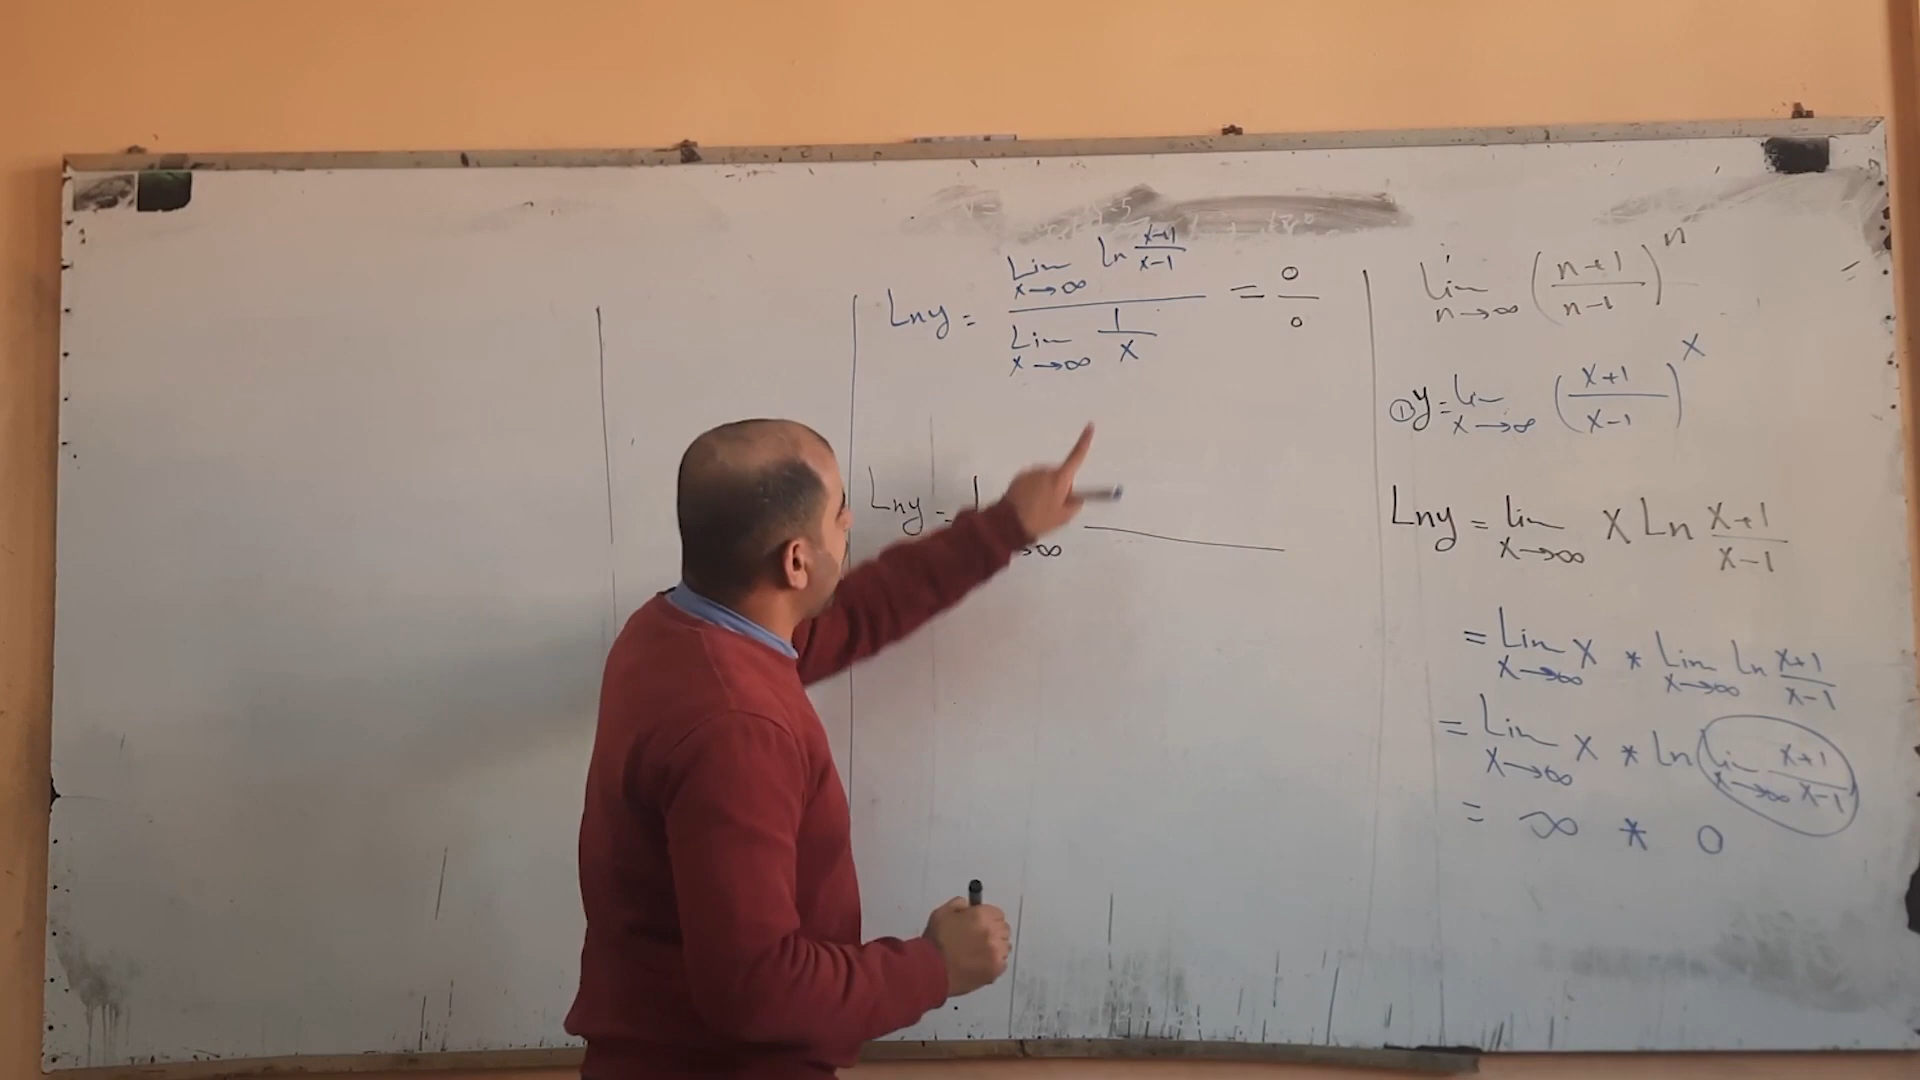 lim n→∞ ( n+1 / n-1 )^n
① y = lim x→∞ ( x+1 / x-1 )^x
Lny = lim x→∞ x Ln x+1 / x-1
= Lim x→∞ x * Lim x→∞ ln x+1 / x-1
= Lim x→∞ x * ln Lim x→∞ x+1 / x-1
= ∞ * 0
Lny = Lim x→∞ ln x+1 / x-1 / Lim x→∞ 1 / x = 0 / 0
Lny = →∞